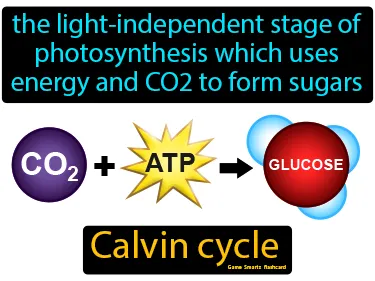 the light-independent stage of
photosynthesis which uses
energy and CO2 to form sugars
CO₂ + ATP → GLUCOSE
Calvin cycle
Game Smartz flashcard